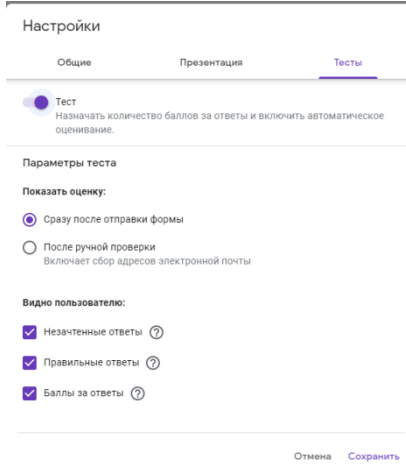 Настройки
Общие Презентация Тесты
Тест
Назначать количество баллов за ответы и включить автоматическое
оценивание.
Параметры теста
Показать оценку:
Сразу после отправки формы
После ручной проверки
Включает сбор адресов электронной почты
Видно пользователю:
Незачтенные ответы ?
Правильные ответы ?
Баллы за ответы ?
Отмена Сохранить